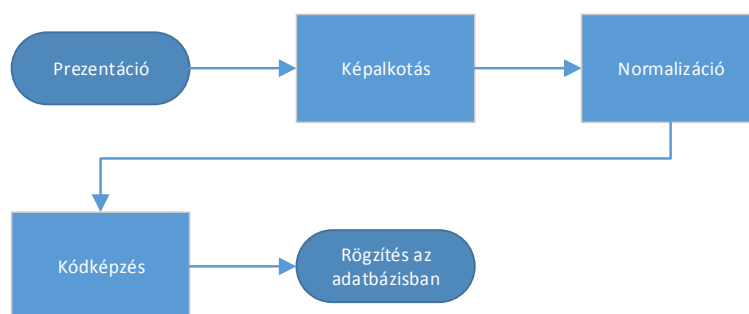 Prezentáció
Képalkotás
Normalizáció
Kódképzés
Rögzítés az
adatbázisban